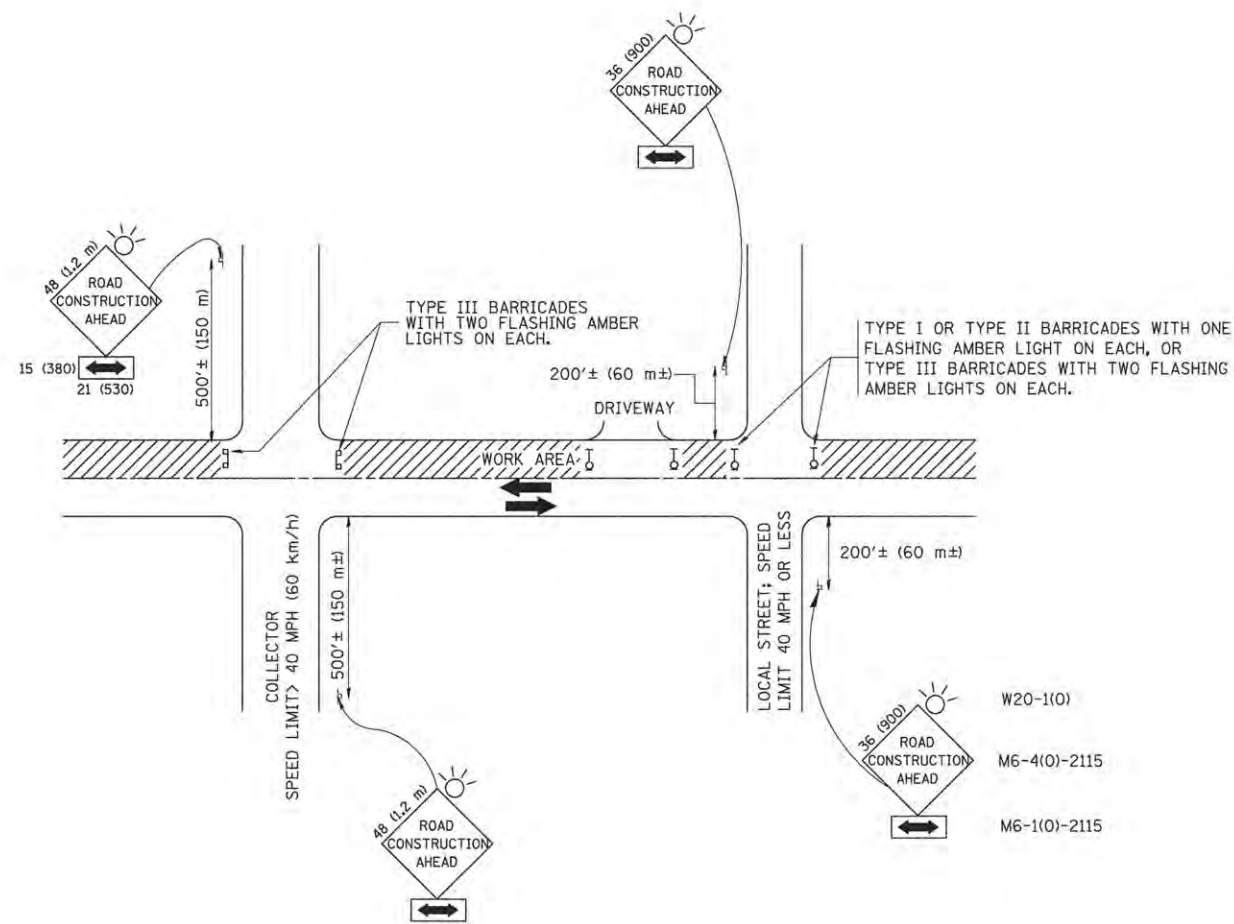 36 (900)
ROAD
CONSTRUCTION
AHEAD
48 (1.2 m)
ROAD
CONSTRUCTION
AHEAD
15 (380)
21 (530)
500'± (150 m)
TYPE III BARRICADES
WITH TWO FLASHING AMBER
LIGHTS ON EACH.
200'± (60 m±)
DRIVEWAY
TYPE I OR TYPE II BARRICADES WITH ONE
FLASHING AMBER LIGHT ON EACH, OR
TYPE III BARRICADES WITH TWO FLASHING
AMBER LIGHTS ON EACH.
WORK AREA
COLLECTOR
SPEED LIMIT> 40 MPH (60 km/h)
500'± (150 m±)
LOCAL STREET; SPEED
LIMIT 40 MPH OR LESS
200'± (60 m±)
48 (1.2 m)
ROAD
CONSTRUCTION
AHEAD
36 (900)
ROAD
CONSTRUCTION
AHEAD
W20-1(O)
M6-4(O)-2115
M6-1(O)-2115